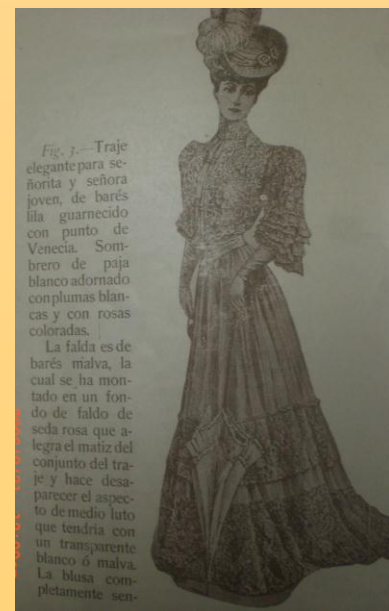 Fig. 3.—Traje
elegante para se-
ñorita y señora
joven, de barés
lila guarnecido
con punto de
Venecia. Som-
brero de paja
blanco adornado
con plumas blan-
cas y con rosas
coloradas.
La falda es de
barés malva, la
cual se ha mon-
tado en un fon-
do de faldo de
seda rosa que a-
legra el matiz del
conjunto del tra-
je y hace desa-
parecer el aspec-
to de medio luto
que tendría con
un transparente
blanco ó malva.
La blusa com-
pletamente sen-